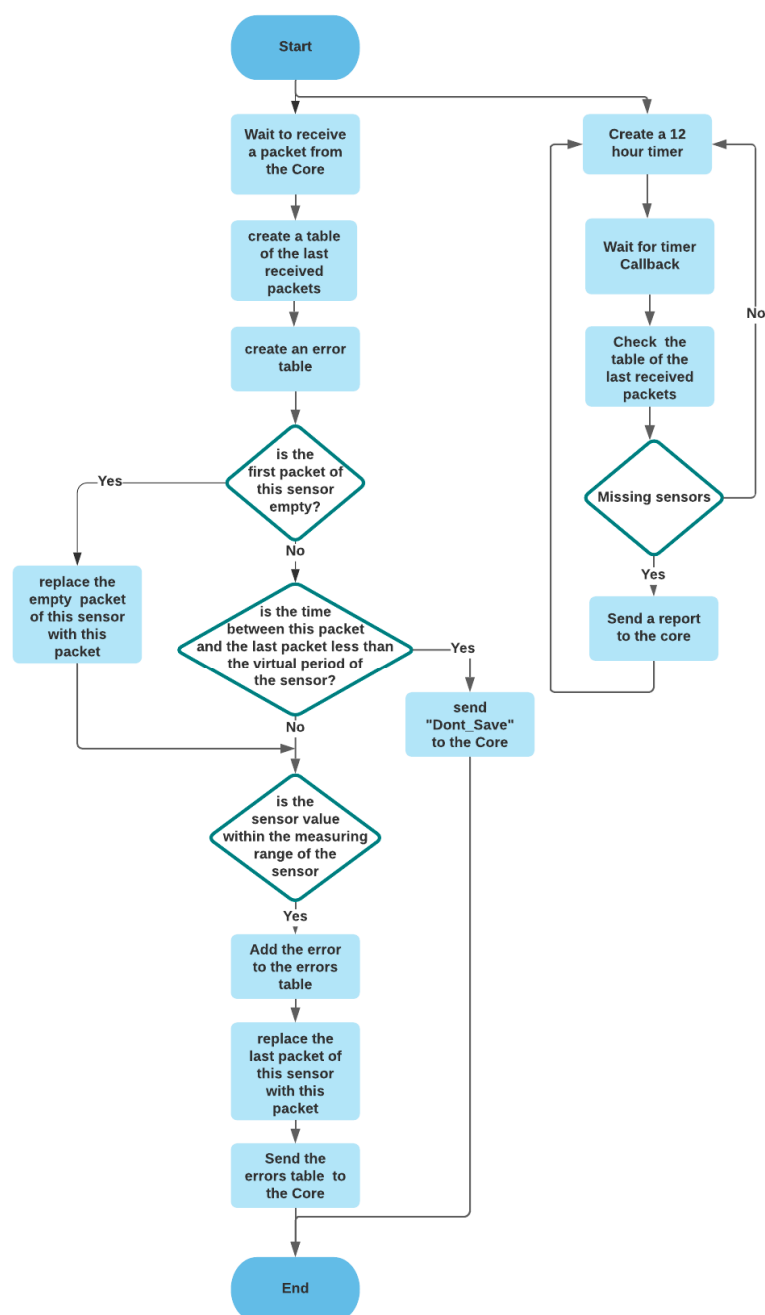 Start
Wait to receive
a packet from
the Core
create a table
of the last
received
packets
create an error
table
is the
first packet of
this sensor
empty?
Yes
No
replace the
empty packet
of this sensor
with this
packet
is the time
between this packet
and the last packet less than
the virtual period of
the sensor?
Yes
No
send
"Dont_Save"
to the Core
is the
sensor value
within the measuring
range of the
sensor
Yes
Add the error
to the errors
table
replace the
last packet of
this sensor
with this
packet
Send the
errors table to
the Core
End
Create a 12
hour timer
Wait for timer
Callback
Check the
table of the
last received
packets
Missing sensors
No
Yes
Send a report
to the core